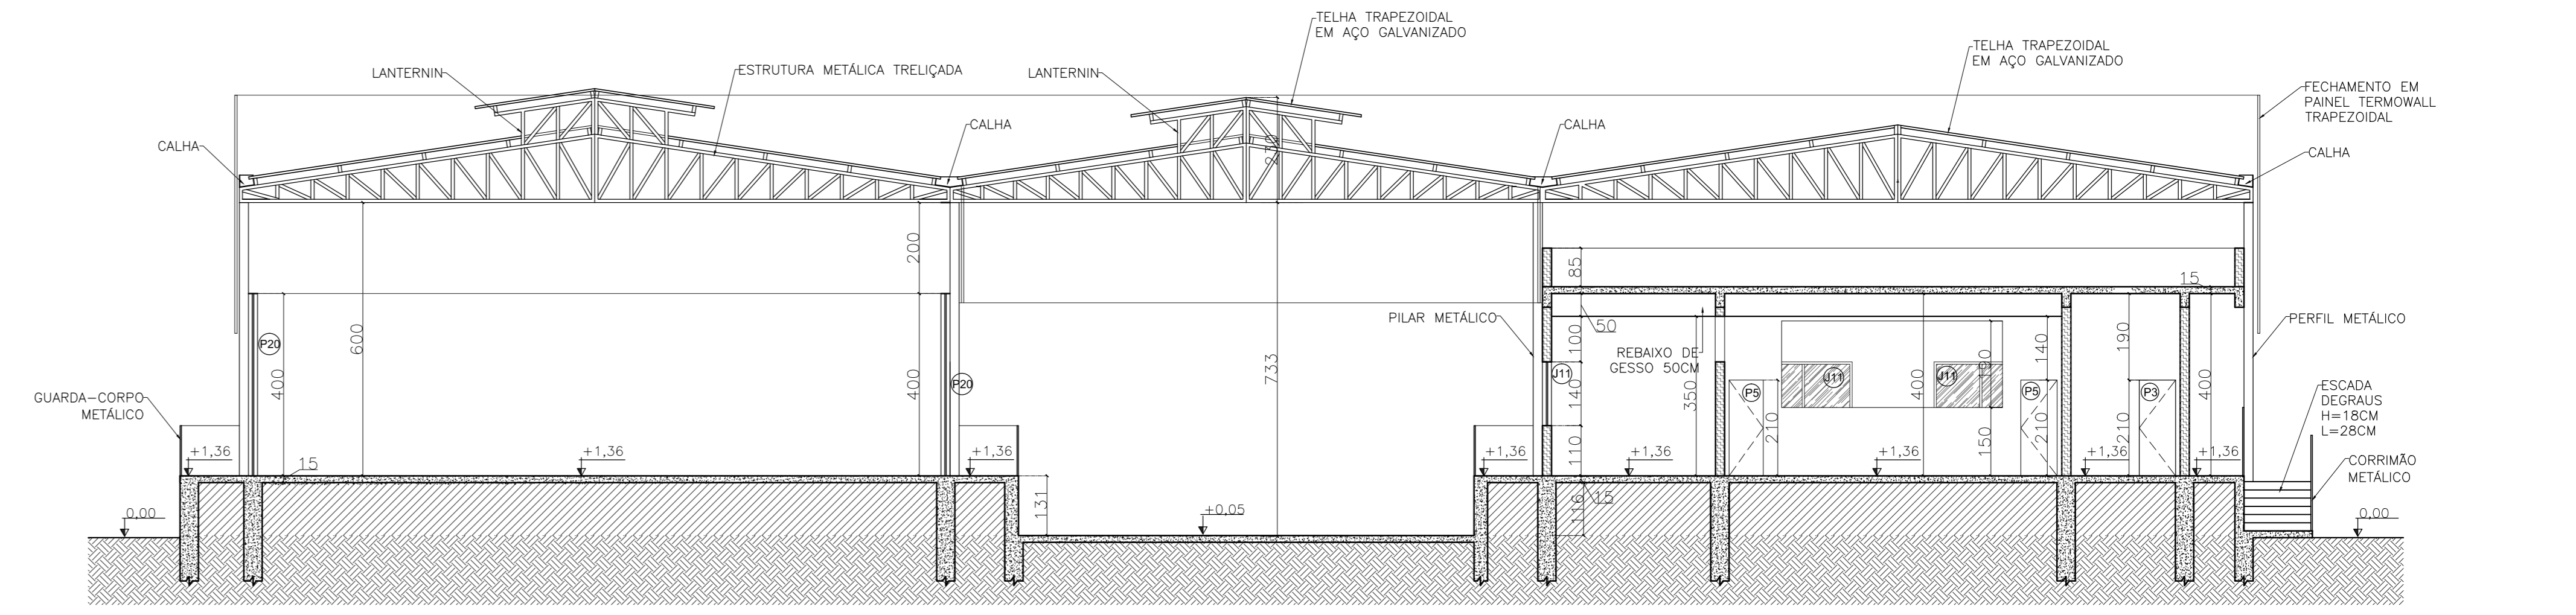 TELHA TRAPEZOIDAL
EM AÇO GALVANIZADO
TELHA TRAPEZOIDAL
EM AÇO GALVANIZADO
LANTERNIN
ESTRUTURA METÁLICA TRELIÇADA
LANTERNIN
FECHAMENTO EM
PAINEL TERMOWALL
TRAPEZOIDAL
CALHA
CALHA
CALHA
CALHA
230
200
85
15
PILAR METÁLICO
50
PERFIL METÁLICO
P20
600
400
400
P20
733
100
REBAIXO DE
GESSO 50CM
J11
140
350
P5
210
J11
400
J11
190
140
P5
210
190
P3
210
400
GUARDA-CORPO
METÁLICO
ESCADA
DEGRAUS
H=18CM
L=28CM
+1,36
15
+1,36
+1,36
+1,36
110
+1,36
+1,36
150
+1,36
+1,36
CORRIMÃO
METÁLICO
131
116
15
0,00
+0,05
0,00